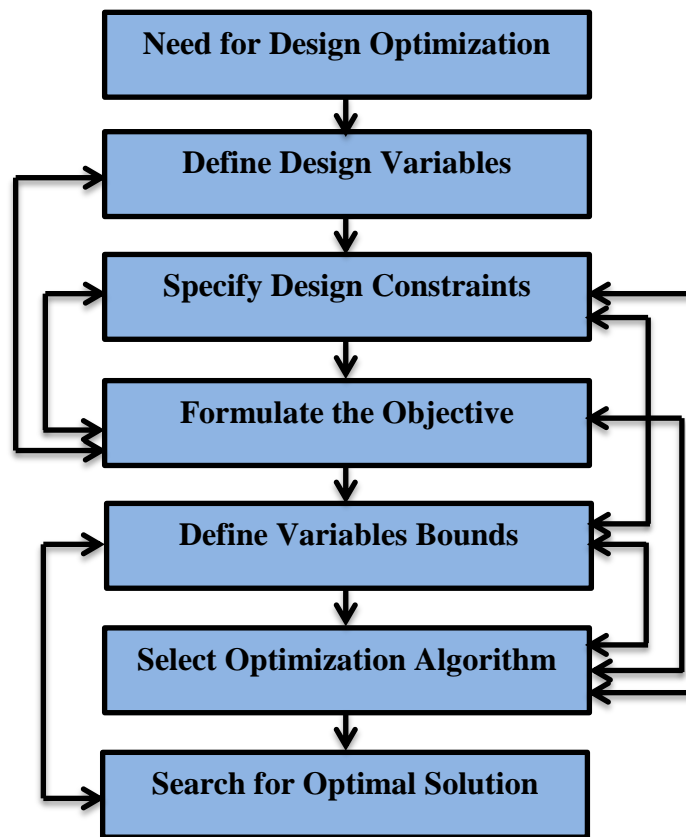 Need for Design Optimization
Define Design Variables
Specify Design Constraints
Formulate the Objective
Define Variables Bounds
Select Optimization Algorithm
Search for Optimal Solution